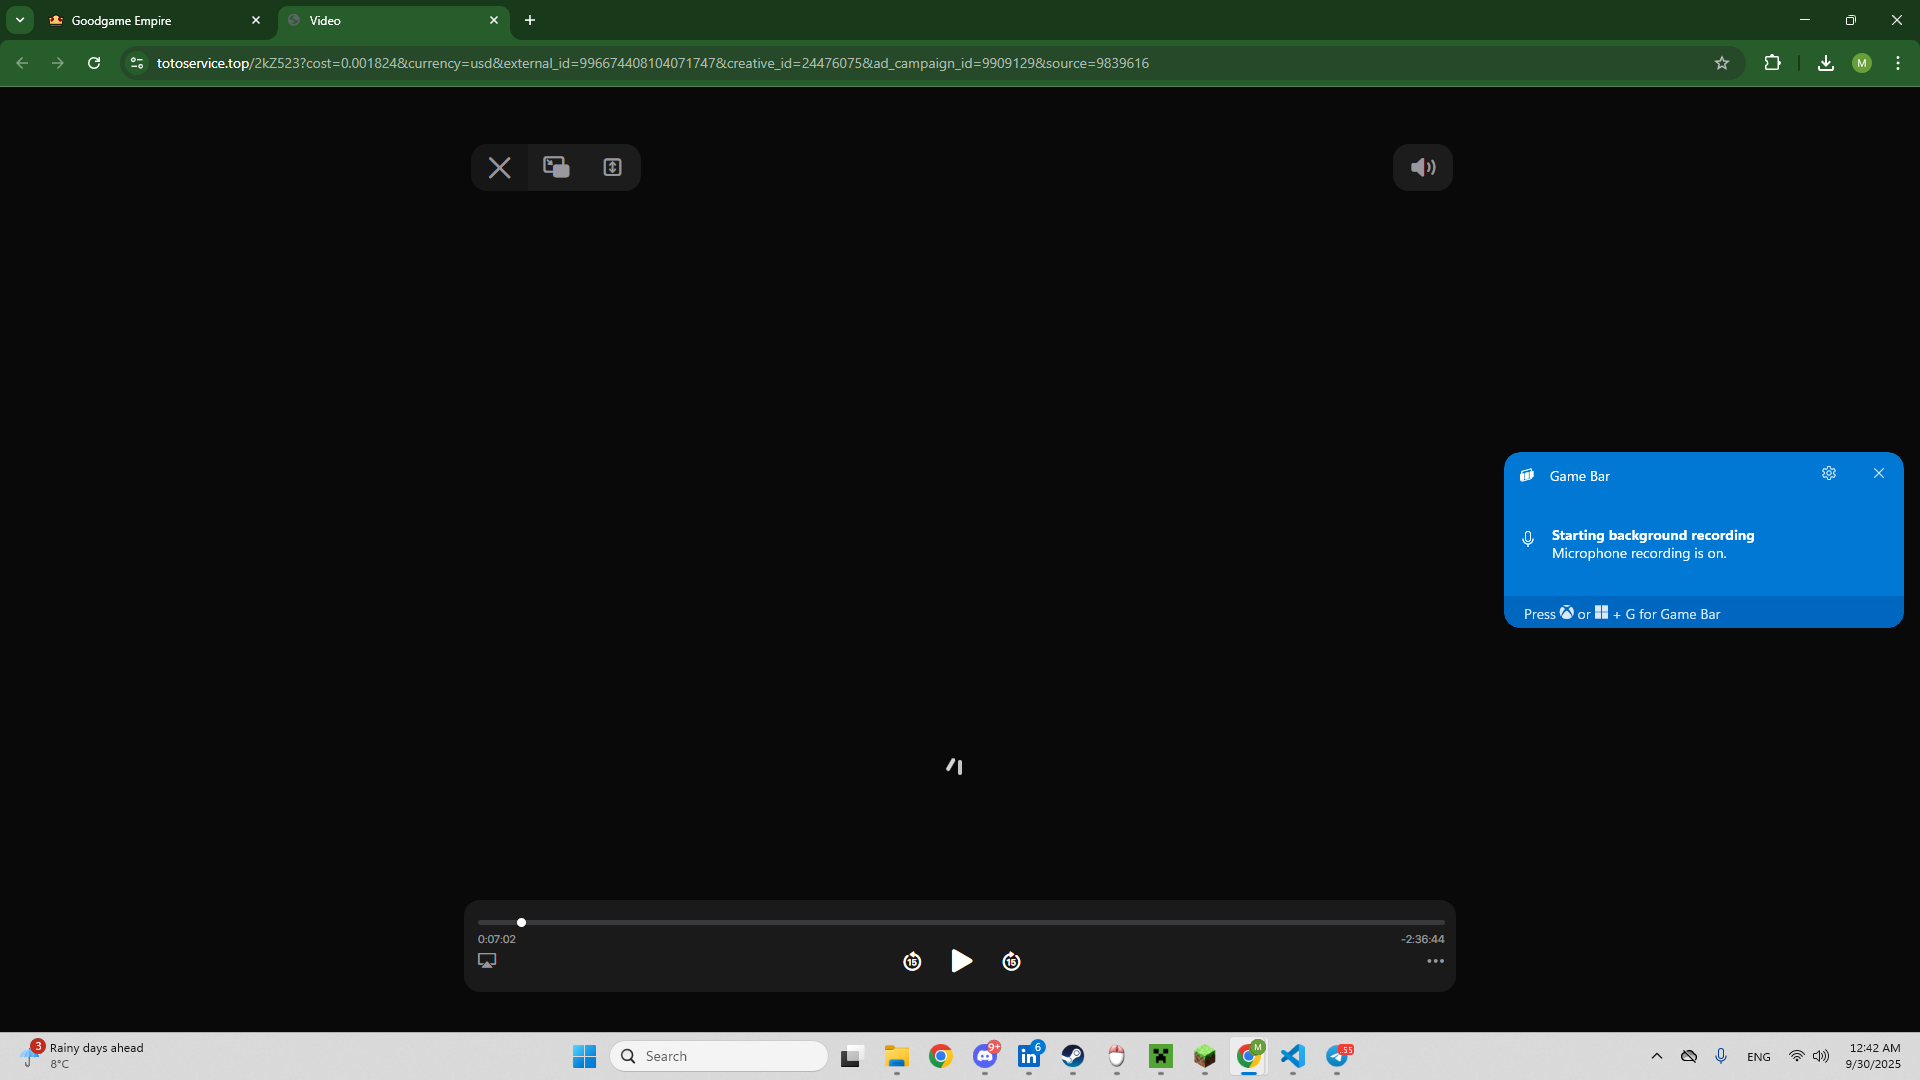 Goodgame Empire
Video
totoservice.top/2kZ523?cost=0.001824&currency=usd&external_id=996674408104071747&creative_id=24476075&ad_campaign_id=9909129&source=9839616
M
Game Bar
Starting background recording
Microphone recording is on.
Press or + G for Game Bar
0:07:02
-2:36:44
15
15
3
Rainy days ahead
8°C
Search
9+
in
6
M
55
ENG
12:42 AM
9/30/2025